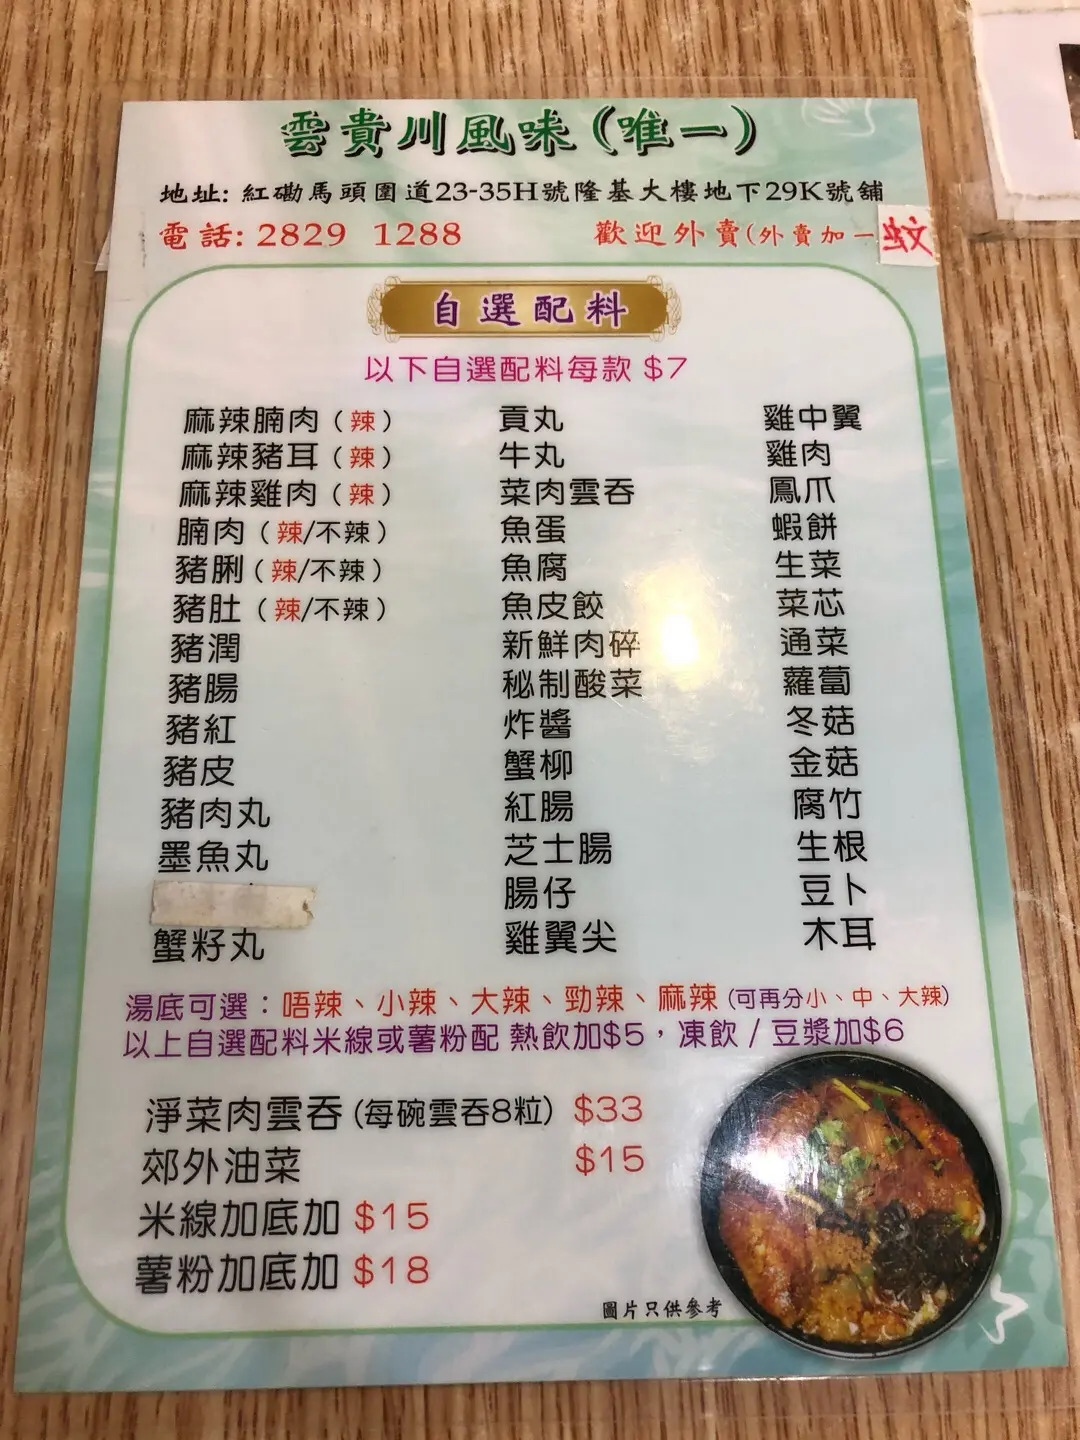 雲貴川風味(唯一)
地址: 紅磡馬頭圍道23-35H號隆基大樓地下29K號舖
電話: 2829 1288 歡迎外賣(外賣加一蚊
自選配料
以下自選配料每款 $7
麻辣腩肉(辣) 貢丸 雞中翼
麻辣豬耳(辣) 牛丸 雞肉
麻辣雞肉(辣) 菜肉雲吞 鳳爪
腩肉(辣/不辣) 魚蛋 蝦餅
豬脷(辣/不辣) 魚腐 生菜
豬肚(辣/不辣) 魚皮餃 菜芯
豬潤 新鮮肉碎 通菜
豬腸 秘制酸菜 蘿蔔
豬紅 炸醬 冬菇
豬皮 蟹柳 金菇
豬肉丸 紅腸 腐竹
墨魚丸 芝士腸 生根
腸仔 豆卜
蟹籽丸 雞翼尖 木耳
湯底可選:唔辣、小辣、大辣、勁辣、麻辣(可再分小、中、大辣)
以上自選配料米線或薯粉配 熱飲加$5,凍飲 / 豆漿加$6
淨菜肉雲吞(每碗雲吞8粒) $33
郊外油菜 $15
米線加底加 $15
薯粉加底加 $18
圖片只供參考